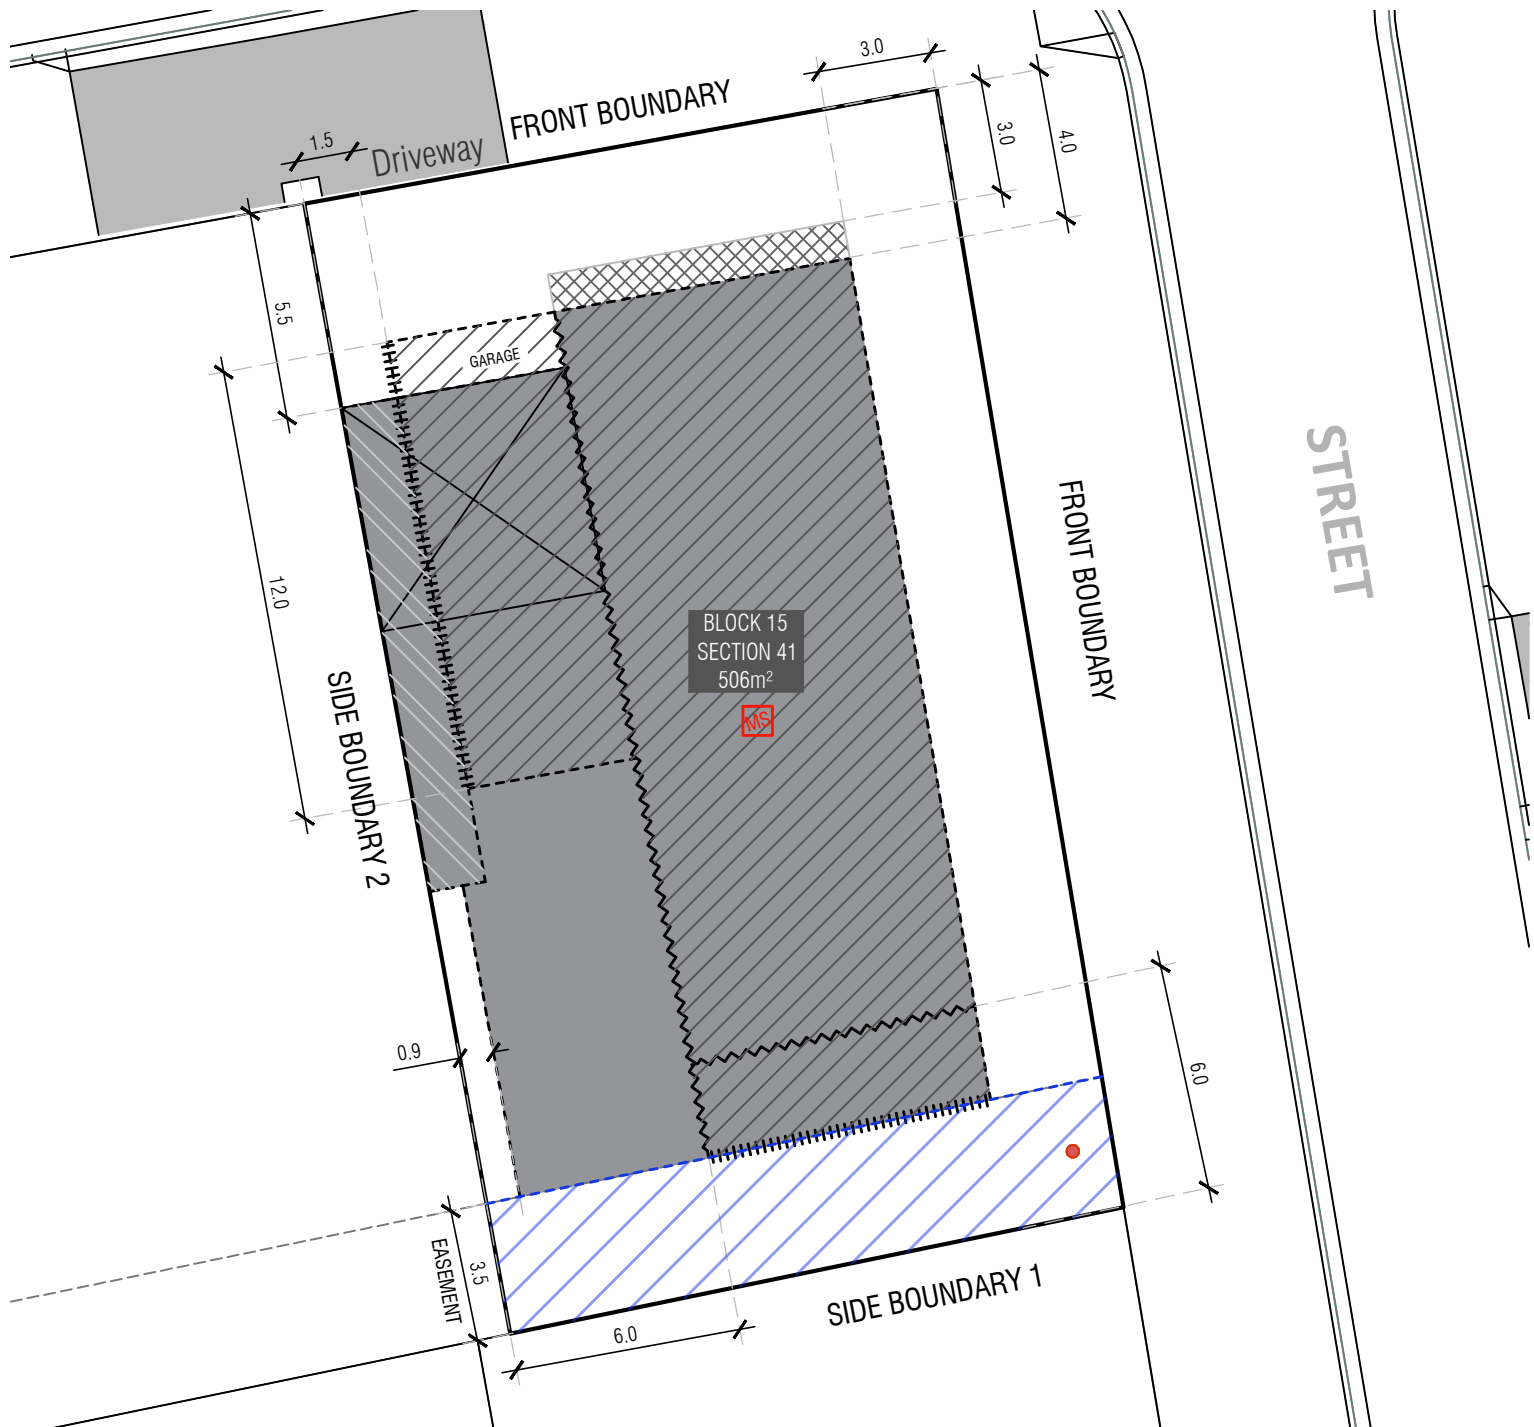 3.0
FRONT BOUNDARY
1.5
Driveway
3.0
4.0
5.5
GARAGE
STREET
FRONT BOUNDARY
12.0
BLOCK 15
SECTION 41
506m²
MS
SIDE BOUNDARY 2
0.9
6.0
EASEMENT
3.5
SIDE BOUNDARY 1
6.0